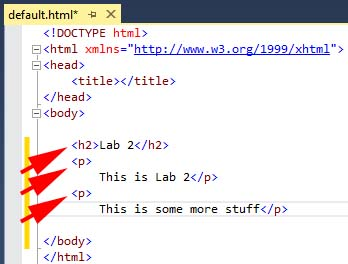 default.html*
<!DOCTYPE html>
<html xmlns="http://www.w3.org/1999/xhtml">
<head>
    <title></title>
</head>
<body>
    <h2>Lab 2</h2>
    <p>
        This is Lab 2</p>
    <p>
        This is some more stuff</p>
</body>
</html>